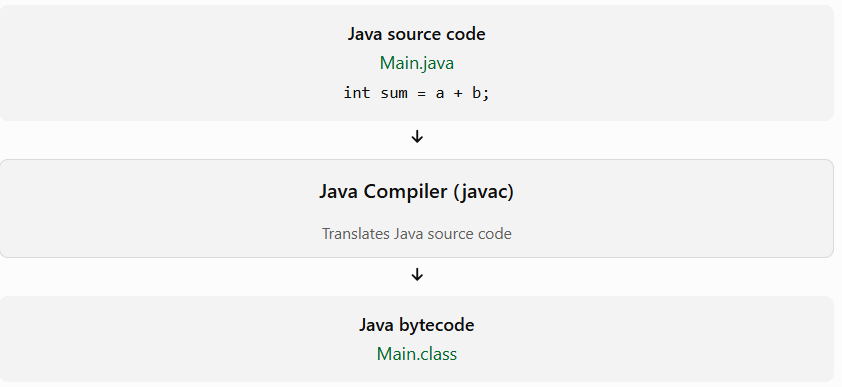 Java source code
Main.java
int sum = a + b;
↓
Java Compiler (javac)
Translates Java source code
↓
Java bytecode
Main.class